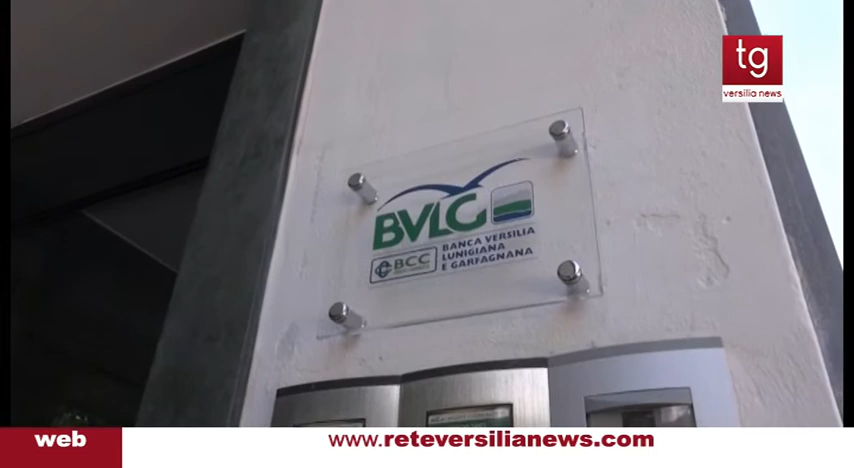 tg
versilia news
BVLG
BCC
BANCA VERSILIA
LUNIGIANA
E GARFAGNANA
web
www.reteversilianews.com